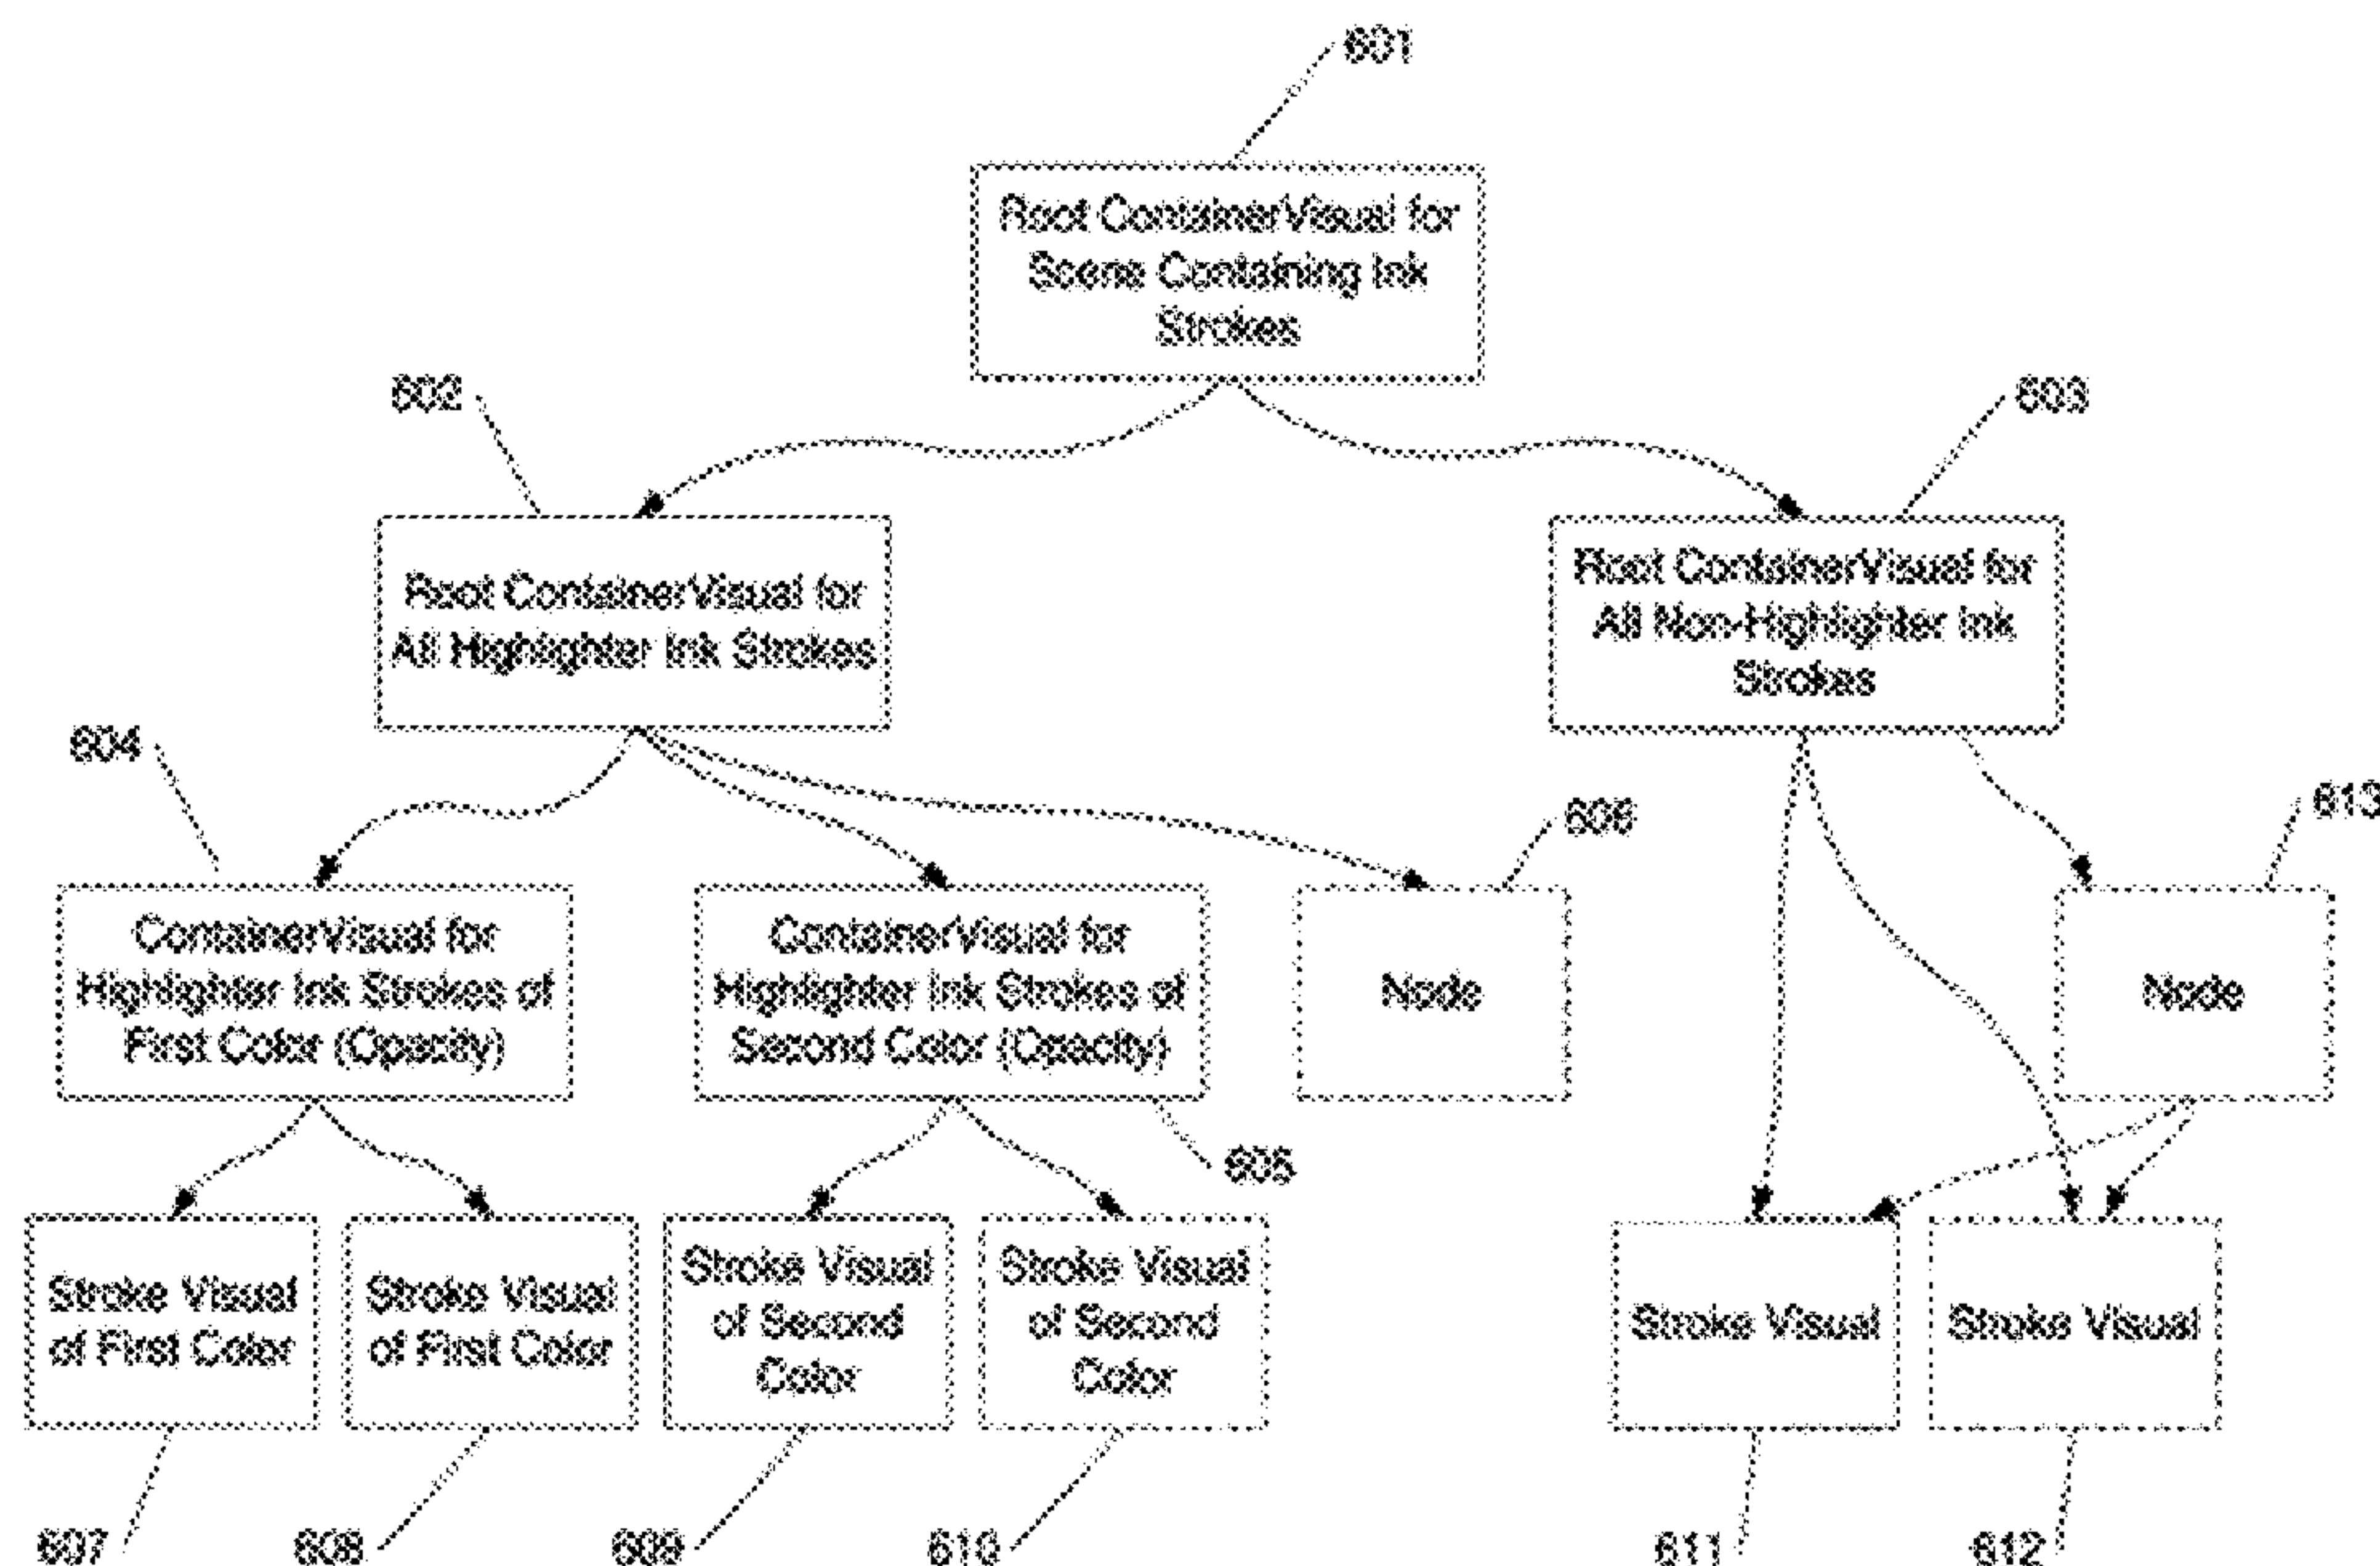 601
Root ContainerVisual for
Scene Containing Ink
Strokes
602
603
Root ContainerVisual for
All Highlighter Ink Strokes
Root ContainerVisual for
All Non-Highlighter Ink
Strokes
604
606
613
ContainerVisual for
Highlighter Ink Strokes of
First Color (Opacity)
ContainerVisual for
Highlighter Ink Strokes of
Second Color (Opacity)
Node
Node
605
Stroke Visual
of First Color
Stroke Visual
of First Color
Stroke Visual
of Second
Color
Stroke Visual
of Second
Color
Stroke Visual
Stroke Visual
607
608
609
610
611
612